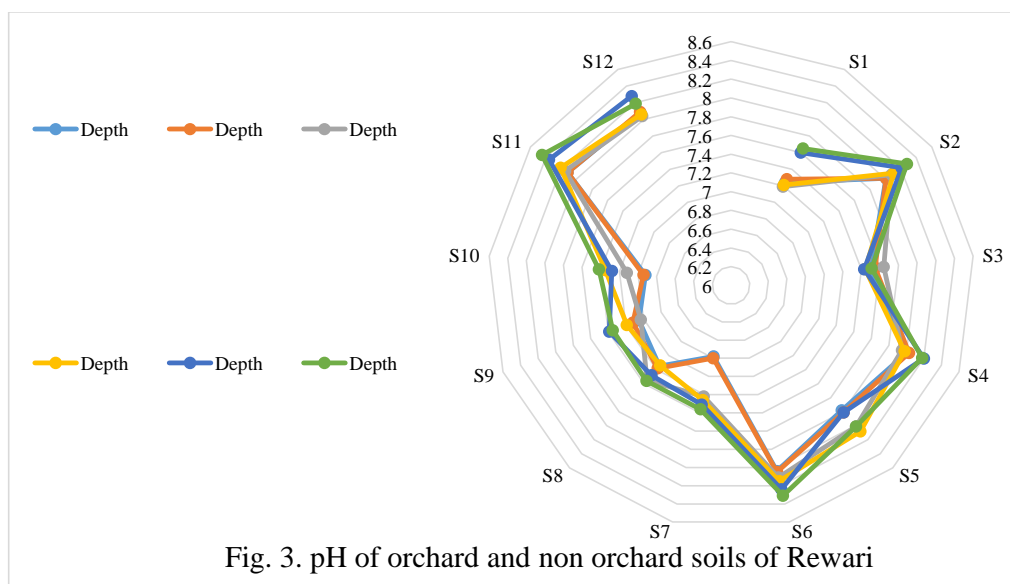 Depth Depth Depth
Depth Depth Depth
8.6
8.4
8.2
8
7.8
7.6
7.4
7.2
7
6.8
6.6
6.4
6.2
6
S1
S2
S3
S4
S5
S6
S7
S8
S9
S10
S11
S12
Fig. 3. pH of orchard and non orchard soils of Rewari